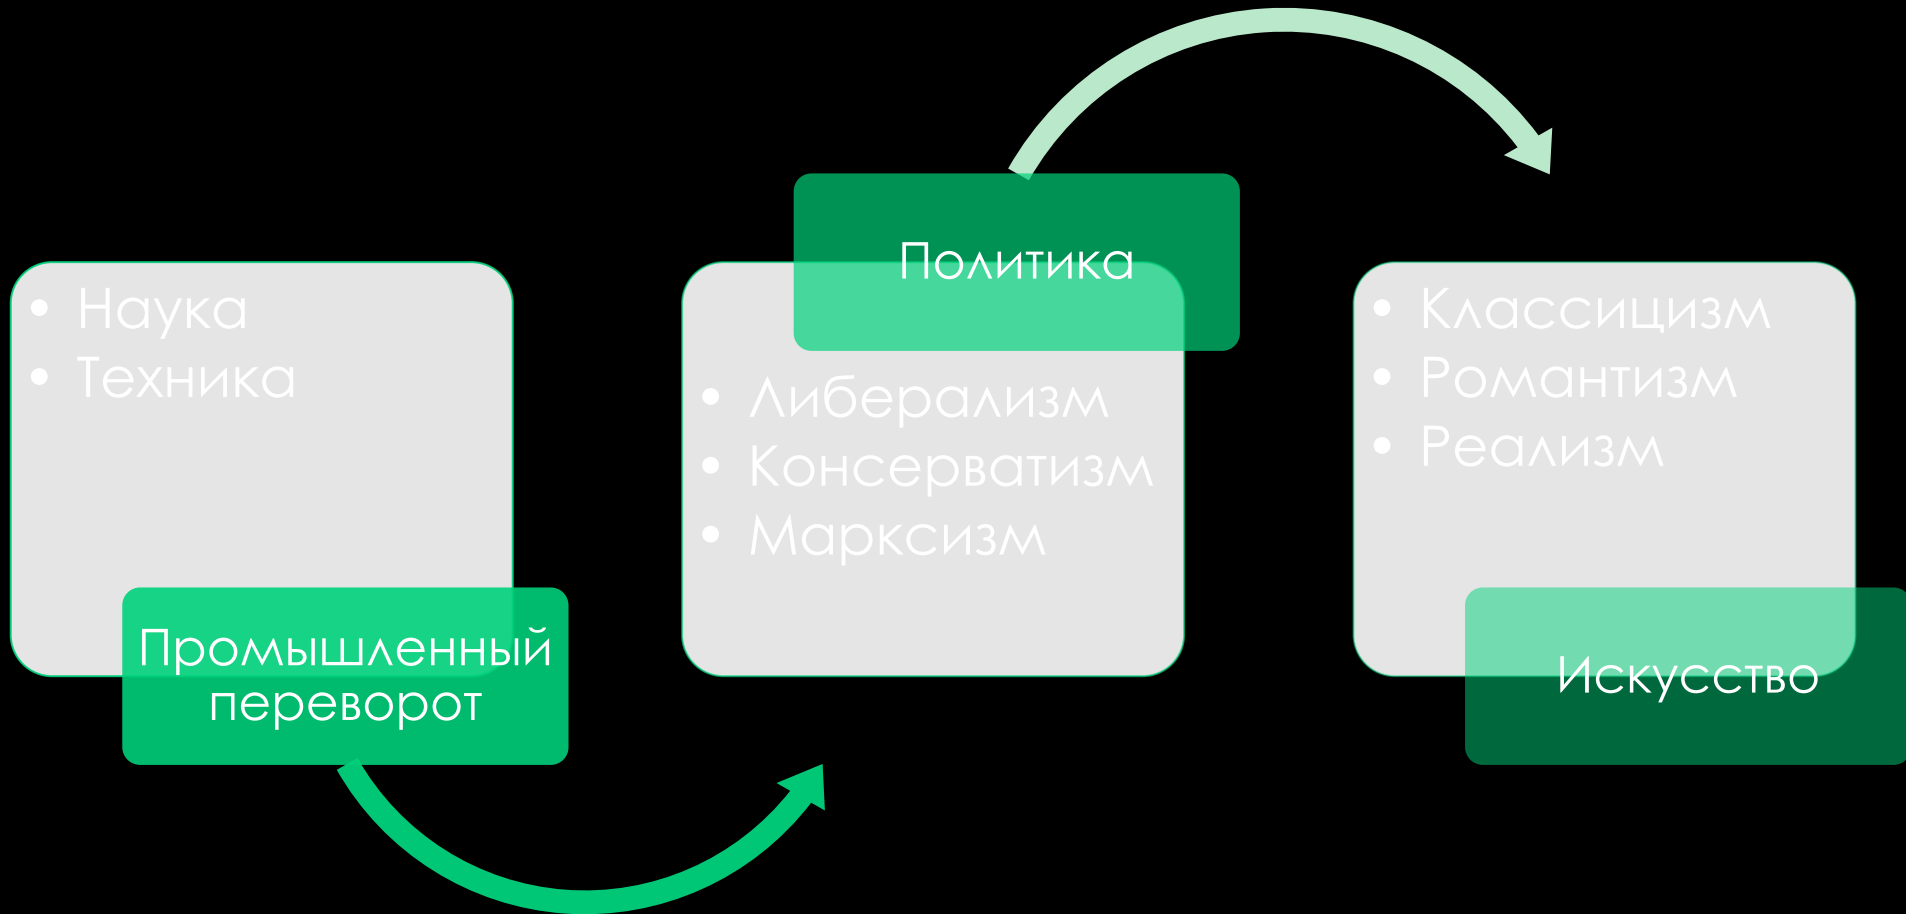 • Наука
• Техника
Промышленный
переворот
Политика
• Либерализм
• Консерватизм
• Марксизм
• Классицизм
• Романтизм
• Реализм
Искусство